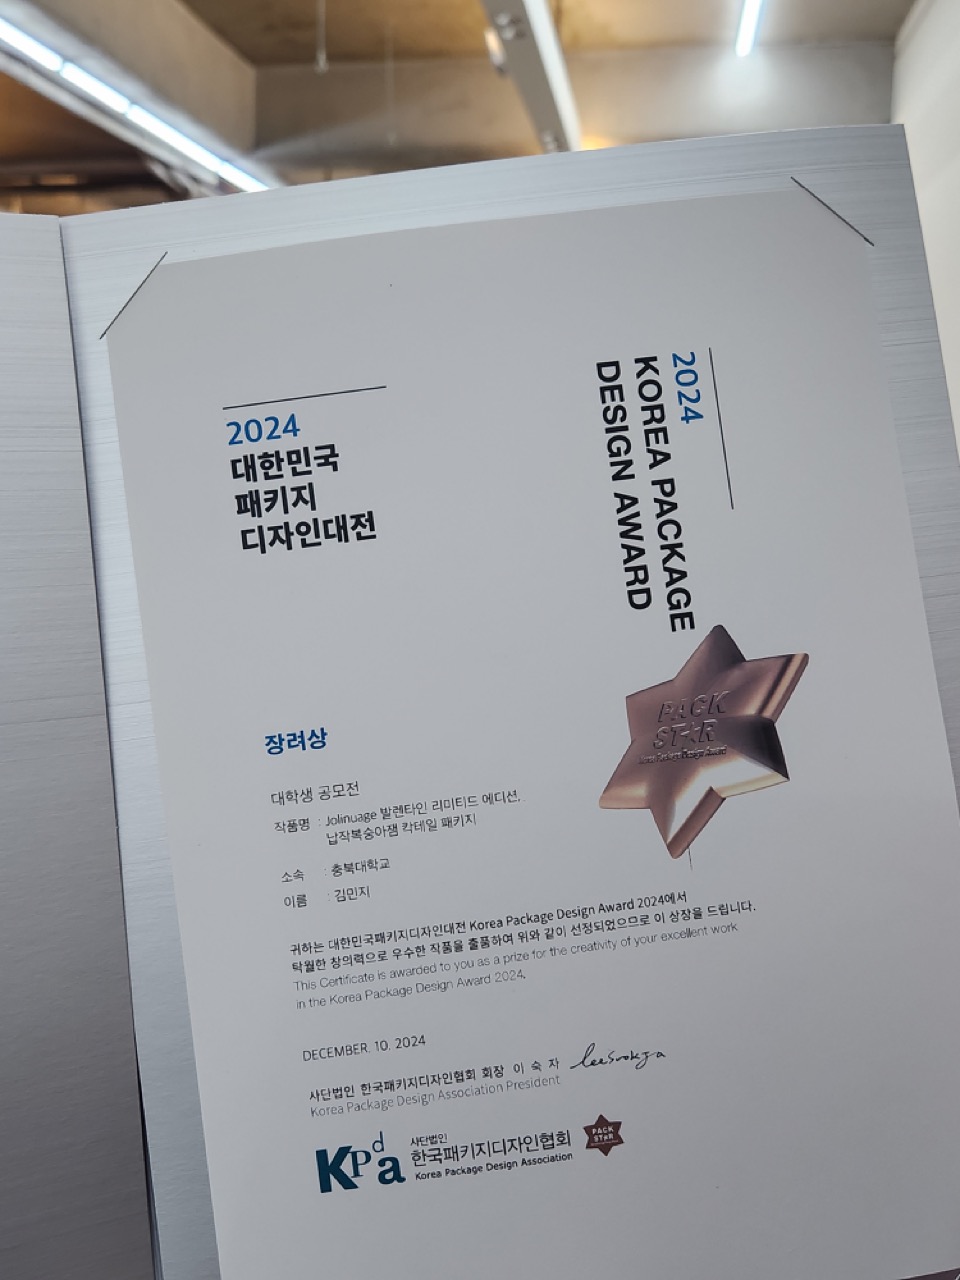 2024
대한민국
패키지
디자인대전
2024
KOREA PACKAGE
DESIGN AWARD
PACK
STAR
Korea Package Design Award
장려상
대학생 공모전
작품명 : Jolinuage 발렌타인 리미티드 에디션,
납작복숭아잼 칵테일 패키지
소속 : 충북대학교
이름 : 김민지
귀하는 대한민국패키지디자인대전 Korea Package Design Award 2024에서
탁월한 창의력으로 우수한 작품을 출품하여 위와 같이 선정되었으므로 이 상장을 드립니다.
This Certificate is awarded to you as a prize for the creativity of your excellent work
in the Korea Package Design Award 2024.
DECEMBER. 10. 2024
사단법인 한국패키지디자인협회 회장 이 숙 자 leesookja
Korea Package Design Association President
KPda
사단법인
한국패키지디자인협회
Korea Package Design Association
PACK
STAR